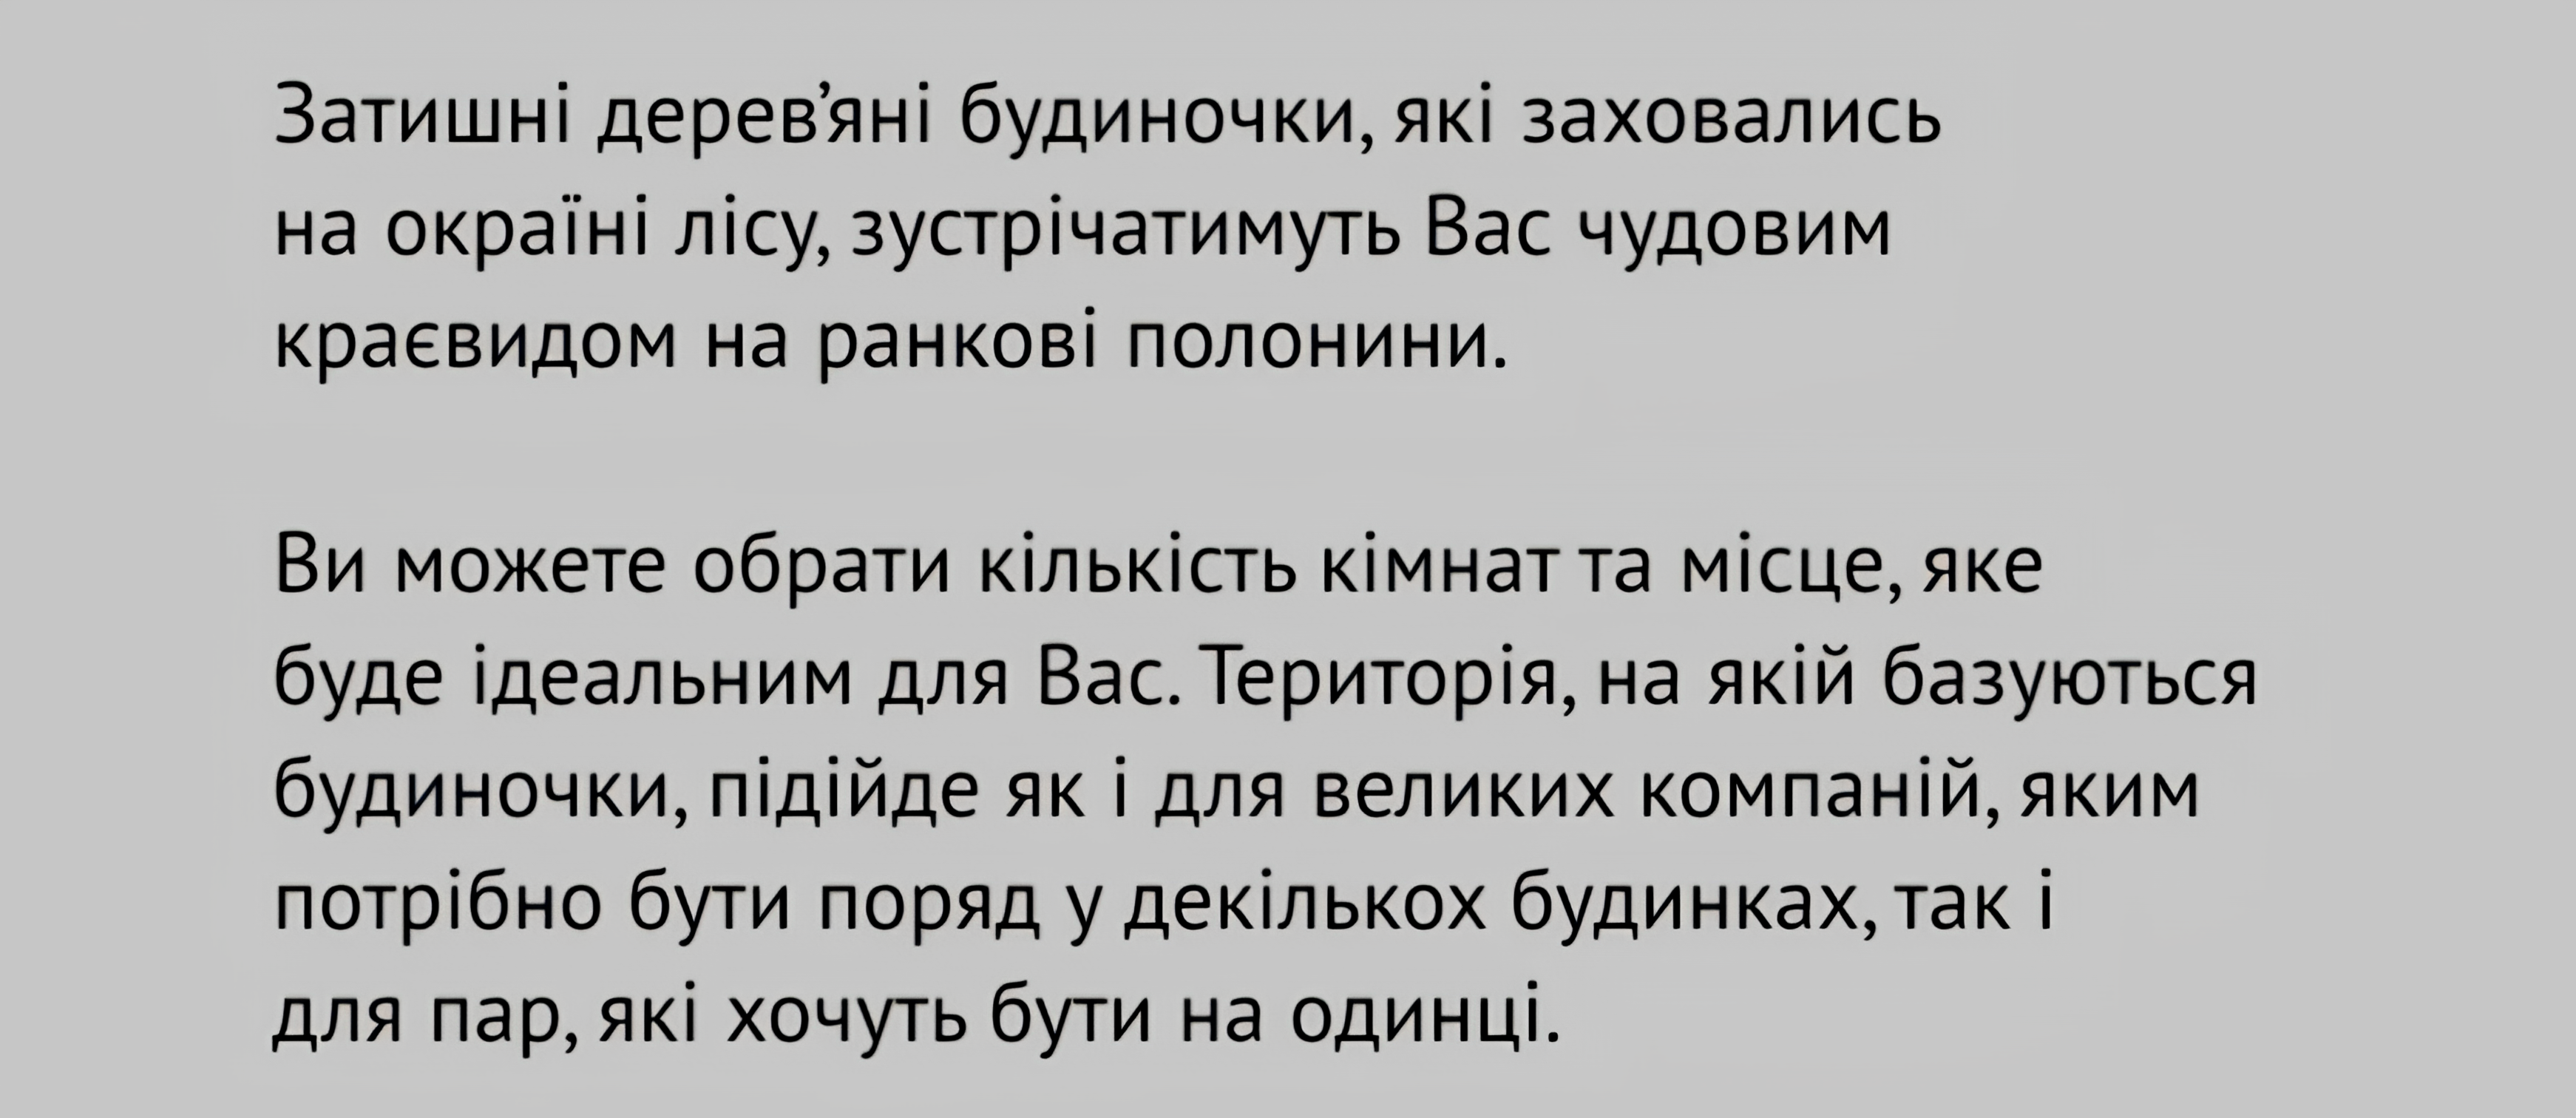 Затишні дерев’яні будиночки, які заховались
на окраїні лісу, зустрічатимуть Вас чудовим
краєвидом на ранкові полонини.
Ви можете обрати кількість кімнат та місце, яке
буде ідеальним для Вас. Територія, на якій базуються
будиночки, підійде як і для великих компаній, яким
потрібно бути поряд у декількох будинках, так і
для пар, які хочуть бути на одинці.